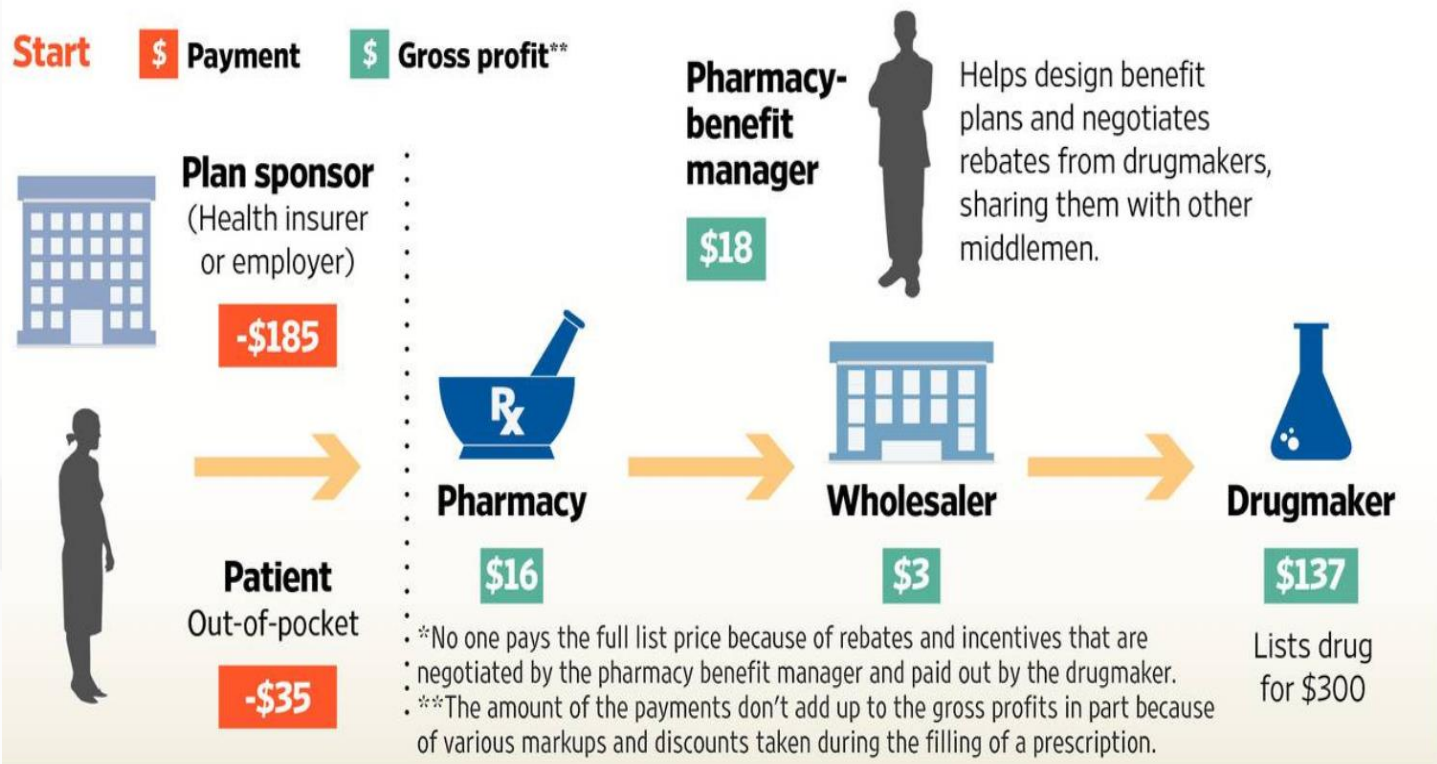 Start
$ Payment
$ Gross profit**
Plan sponsor
(Health insurer
or employer)
-$185
Patient
Out-of-pocket
-$35
Pharmacy-
benefit
manager
$18
Helps design benefit
plans and negotiates
rebates from drugmakers,
sharing them with other
middlemen.
Rx
Pharmacy
$16
Wholesaler
$3
Drugmaker
$137
Lists drug
for $300
*No one pays the full list price because of rebates and incentives that are
negotiated by the pharmacy benefit manager and paid out by the drugmaker.
**The amount of the payments don't add up to the gross profits in part because
of various markups and discounts taken during the filling of a prescription.